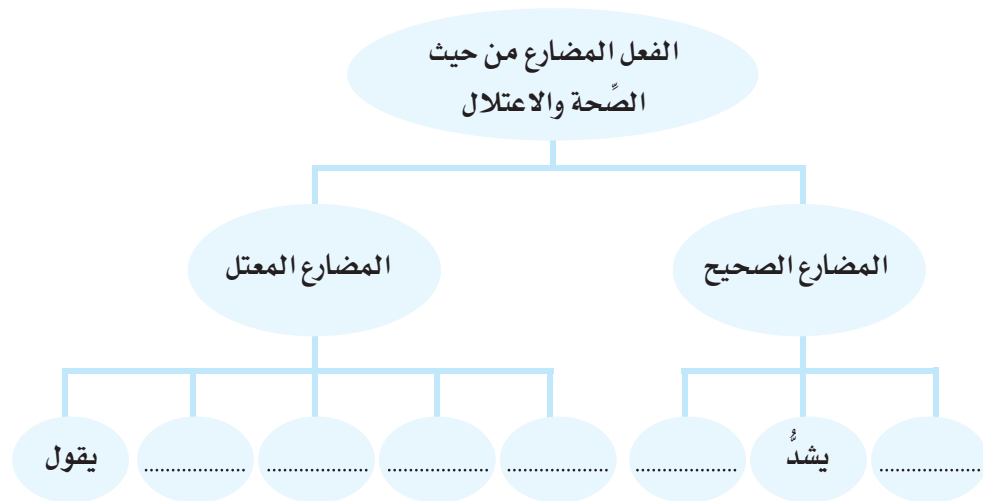 الفعل المضارع من حيث
الصِّحة والاعتلال
المضارع الصحيح
المضارع المعتل
....................
يشدُّ
....................
....................
....................
....................
....................
يقول